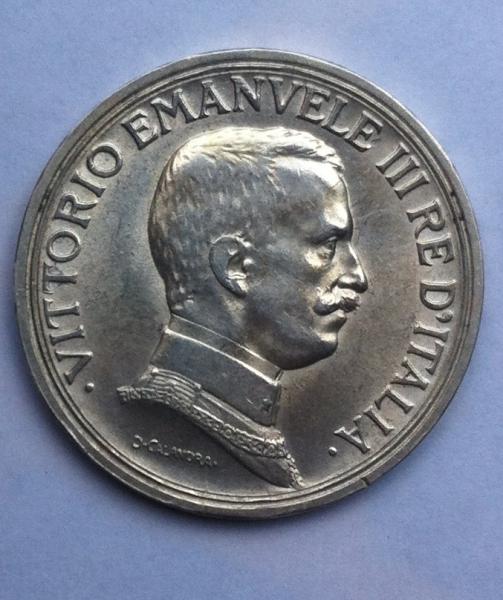 · VITTORIO EMANVELE III RE D'ITALIA ·
D·CALANDRA·